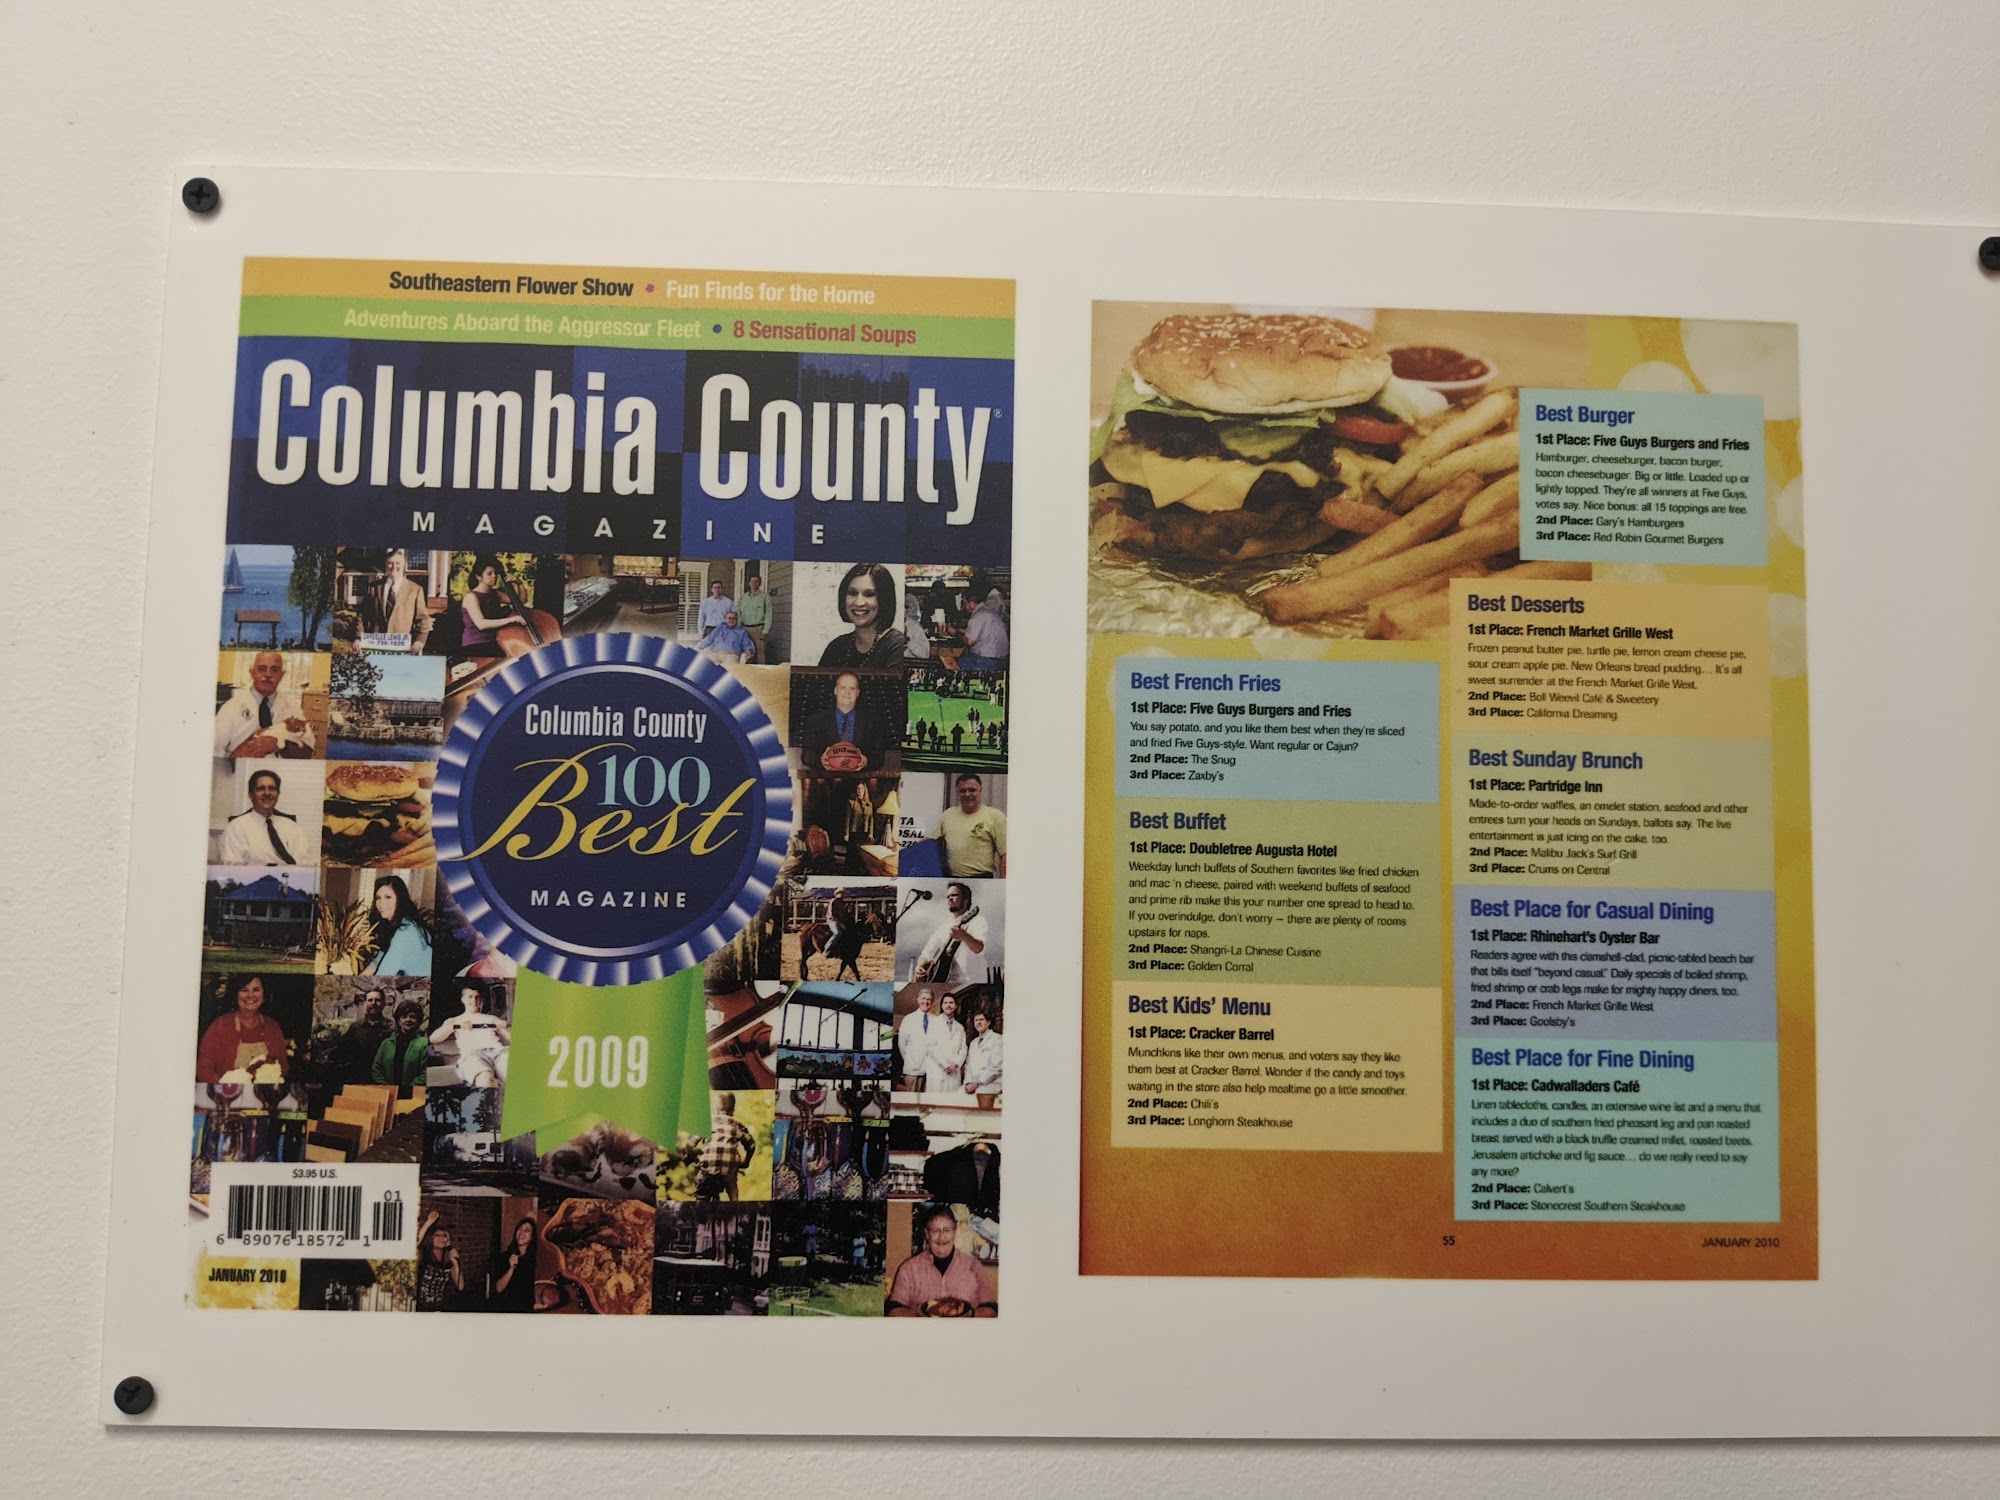 Southeastern Flower Show • Fun Finds for the Home
Adventures Aboard the Aggressor Fleet • 8 Sensational Soups
Columbia County®
MAGAZINE
Columbia County
100
Best
MAGAZINE
2009
$3.95 U.S.
01
6 89076 18572 1
JANUARY 2010
Best Burger
1st Place: Five Guys Burgers and Fries
Hamburger, cheeseburger, bacon burger,
bacon cheeseburger. Big or little. Loaded up or
lightly topped. They're all winners at Five Guys,
votes say. Nice bonus: all 15 toppings are free.
2nd Place: Gary's Hamburgers
3rd Place: Red Robin Gourmet Burgers
Best French Fries
1st Place: Five Guys Burgers and Fries
You say potato, and you like them best when they're sliced
and fried Five Guys-style. Want regular or Cajun?
2nd Place: The Snug
3rd Place: Zaxby's
Best Buffet
1st Place: Doubletree Augusta Hotel
Weekday lunch buffets of Southern favorites like fried chicken
and mac 'n cheese, paired with weekend buffets of seafood
and prime rib make this your number one spread to head to.
If you overindulge, don't worry – there are plenty of rooms
upstairs for naps.
2nd Place: Shangri-La Chinese Cuisine
3rd Place: Golden Corral
Best Kids' Menu
1st Place: Cracker Barrel
Munchkins like their own menus, and voters say they like
them best at Cracker Barrel. Wonder if the candy and toys
waiting in the store also help mealtime go a little smoother.
2nd Place: Chili's
3rd Place: Longhorn Steakhouse
Best Desserts
1st Place: French Market Grille West
Frozen peanut butter pie, turtle pie, lemon cream cheese pie,
sour cream apple pie, New Orleans bread pudding… It's all
sweet surrender at the French Market Grille West.
2nd Place: Boll Weevil Café & Sweetery
3rd Place: California Dreaming
Best Sunday Brunch
1st Place: Partridge Inn
Made-to-order waffles, an omelet station, seafood and other
entrees turn your heads on Sundays, ballots say. The live
entertainment is just icing on the cake, too.
2nd Place: Malibu Jack's Surf Grill
3rd Place: Crums on Central
Best Place for Casual Dining
1st Place: Rhinehart's Oyster Bar
Readers agree with this clamshell-clad, picnic-tabled beach bar
that bills itself "beyond casual." Daily specials of boiled shrimp,
fried shrimp or crab legs make for mighty happy diners, too.
2nd Place: French Market Grille West
3rd Place: Goolsby's
Best Place for Fine Dining
1st Place: Cadwalladers Café
Linen tablecloths, candles, an extensive wine list and a menu that
includes a duo of southern fried pheasant leg and pan roasted
breast served with a black truffle creamed millet, roasted beets,
Jerusalem artichoke and fig sauce… do we really need to say
any more?
2nd Place: Calvert's
3rd Place: Stonecrest Southern Steakhouse
55
JANUARY 2010